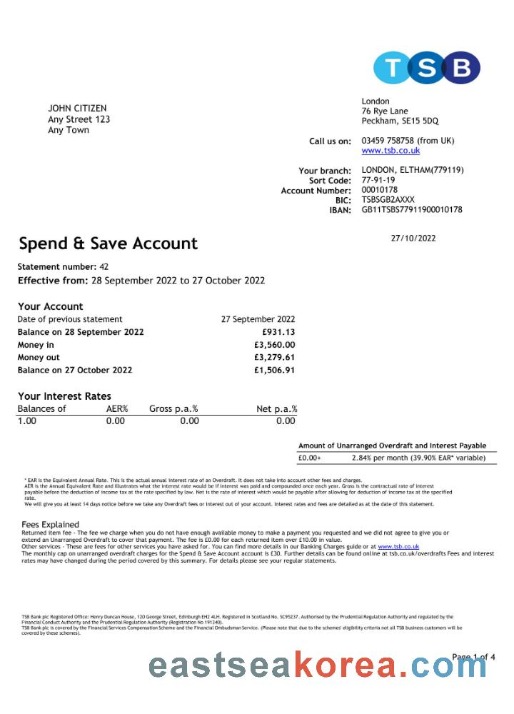 TSB
London
76 Rye Lane
Peckham, SE15 5DQ
JOHN CITIZEN
Any Street 123
Any Town
Call us on: 03459 758758 (from UK)
www.tsb.co.uk
Your branch: LONDON, ELTHAM(779119)
Sort Code: 77-91-19
Account Number: 00010178
BIC: TSBSGB2AXXX
IBAN: GB11TSBS77911900010178
Spend & Save Account
27/10/2022
Statement number: 42
Effective from: 28 September 2022 to 27 October 2022
Your Account
Date of previous statement 27 September 2022
Balance on 28 September 2022 £931.13
Money in £3,560.00
Money out £3,279.61
Balance on 27 October 2022 £1,506.91
Your Interest Rates
Balances of AER% Gross p.a.% Net p.a.%
1.00 0.00 0.00 0.00
Amount of Unarranged Overdraft and Interest Payable
£0.00+ 2.84% per month (39.90% EAR* variable)
* EAR is the Equivalent Annual Rate. This is the actual annual interest rate of an Overdraft. It does not take into account other fees and charges.
AER is the Annual Equivalent Rate and illustrates what the interest rate would be if interest was paid and compounded once each year. Gross is the contractual rate of interest
payable before the deduction of income tax at the rate specified by law. Net is the rate of interest which would be payable after allowing for deduction of income tax at the specified
rate.
We will give you at least 14 days notice before we take any Overdraft fees or interest out of your account. Interest rates and fees are detailed as at the date of this statement.
Fees Explained
Returned item fee - The fee we charge when you do not have enough available money to make a payment you requested and we did not agree to give you or
extend an Unarranged Overdraft to cover that payment. The fee is £0.00 for each returned item over £10.00 in value.
Other services - These are fees for other services you have asked for. You can find more details in our Banking Charges guide or at www.tsb.co.uk
The monthly cap on unarranged overdraft charges for the Spend & Save Account account is £30. Further details can be found online at tsb.co.uk/overdrafts Fees and interest
rates may have changed during the period covered by this summary. For details please see your regular statements.
TSB Bank plc Registered Office: Henry Duncan House, 120 George Street, Edinburgh EH2 4LH. Registered in Scotland No. SC95237. Authorised by the Prudential Regulation Authority and regulated by the
Financial Conduct Authority and the Prudential Regulation Authority (Registration No 191240).
TSB Bank plc is covered by the Financial Services Compensation Scheme and the Financial Ombudsman Service. (Please note that due to the schemes' eligibility criteria not all TSB business customers will be
covered by these schemes).
Page 1 of 4
eastseakorea.com